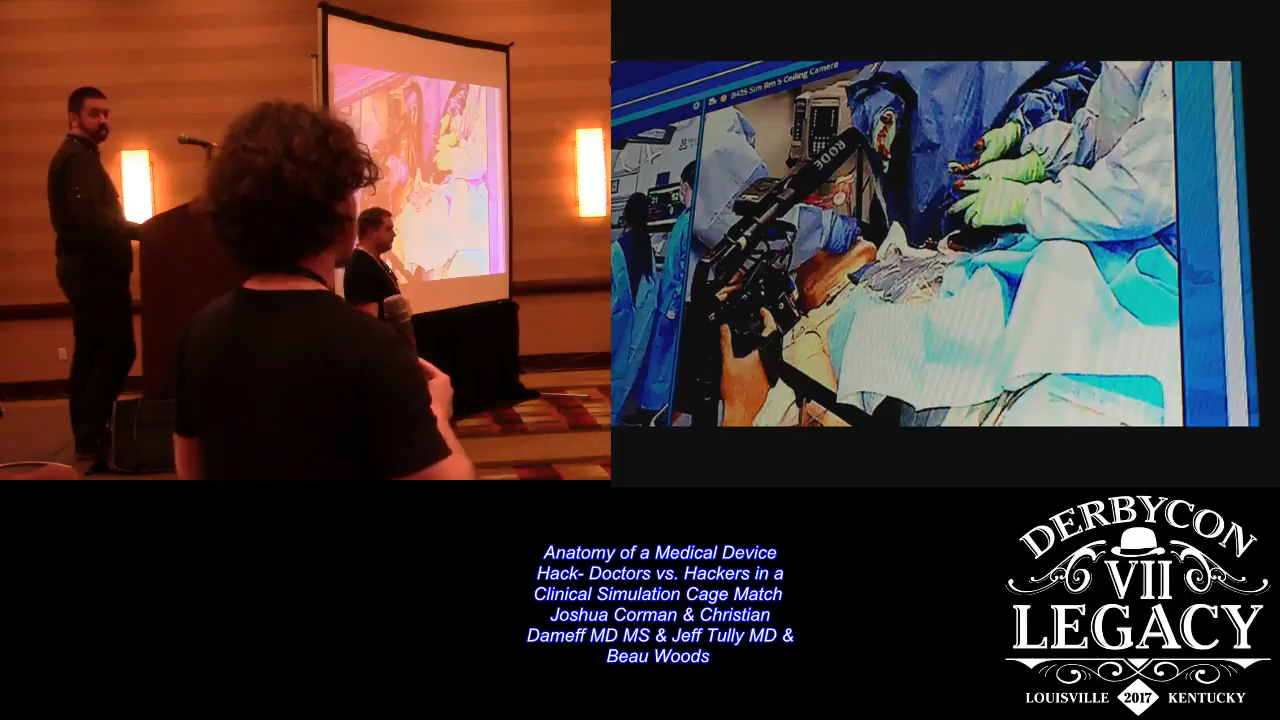 B425 Sim Rm 5 Ceiling Camera
RODE
Anatomy of a Medical Device
Hack- Doctors vs. Hackers in a
Clinical Simulation Cage Match
Joshua Corman & Christian
Dameff MD MS & Jeff Tully MD &
Beau Woods
DERBYCON
VII
LEGACY
LOUISVILLE 2017 KENTUCKY